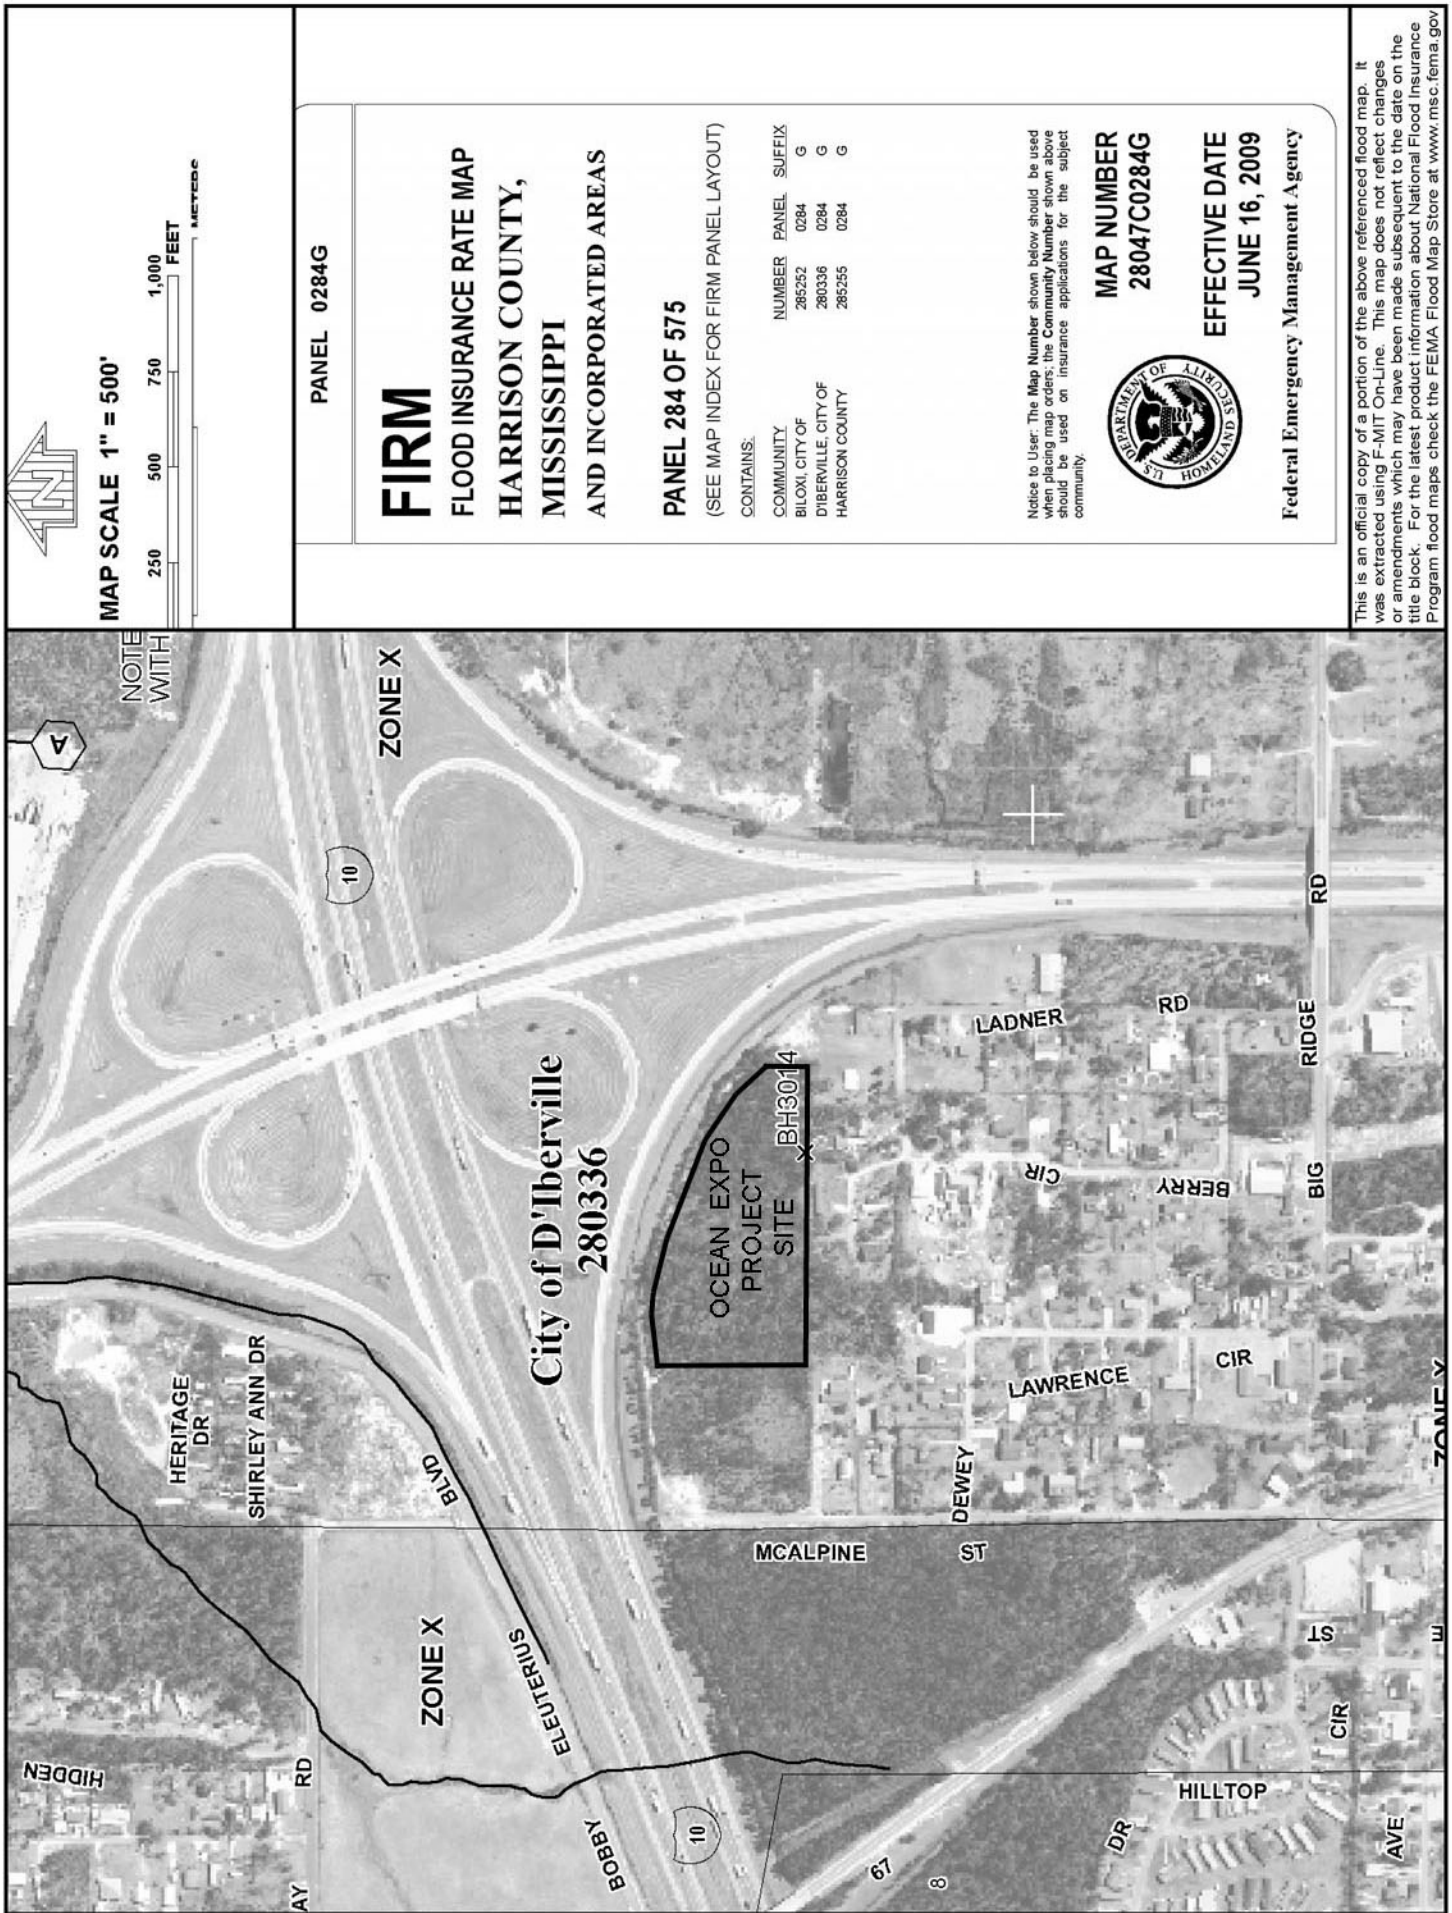 MAP SCALE 1" = 500'
250 500 750 1,000
FEET
METERS
PANEL 0284G
FIRM
FLOOD INSURANCE RATE MAP
HARRISON COUNTY,
MISSISSIPPI
AND INCORPORATED AREAS
PANEL 284 OF 575
(SEE MAP INDEX FOR FIRM PANEL LAYOUT)
CONTAINS:
COMMUNITY NUMBER PANEL SUFFIX
BILOXI, CITY OF 285252 0284 G
D'IBERVILLE, CITY OF 280336 0284 G
HARRISON COUNTY 285255 0284 G
Notice to User: The Map Number shown below should be used
when placing map orders; the Community Number shown above
should be used on insurance applications for the subject
community.
MAP NUMBER
28047C0284G
EFFECTIVE DATE
JUNE 16, 2009
U.S. DEPARTMENT OF HOMELAND SECURITY
Federal Emergency Management Agency
This is an official copy of a portion of the above referenced flood map. It
was extracted using F-MIT On-Line. This map does not reflect changes
or amendments which may have been made subsequent to the date on the
title block. For the latest product information about National Flood Insurance
Program flood maps check the FEMA Flood Map Store at www.msc.fema.gov
N
NOTE
WITH
A
ZONE X
10
City of D'Iberville
280336
OCEAN EXPO
PROJECT
SITE
BH3014
LADNER
RD
BERRY
CIR
BIG
RIDGE
RD
LAWRENCE
CIR
DEWEY
ST
MCALPINE
HERITAGE
DR
SHIRLEY ANN DR
BLVD
ELEUTERIUS
BOBBY
ZONE X
10
HIDDEN
AY
RD
67
8
DR
HILLTOP
CIR
ST
AVE
E
ZONE X